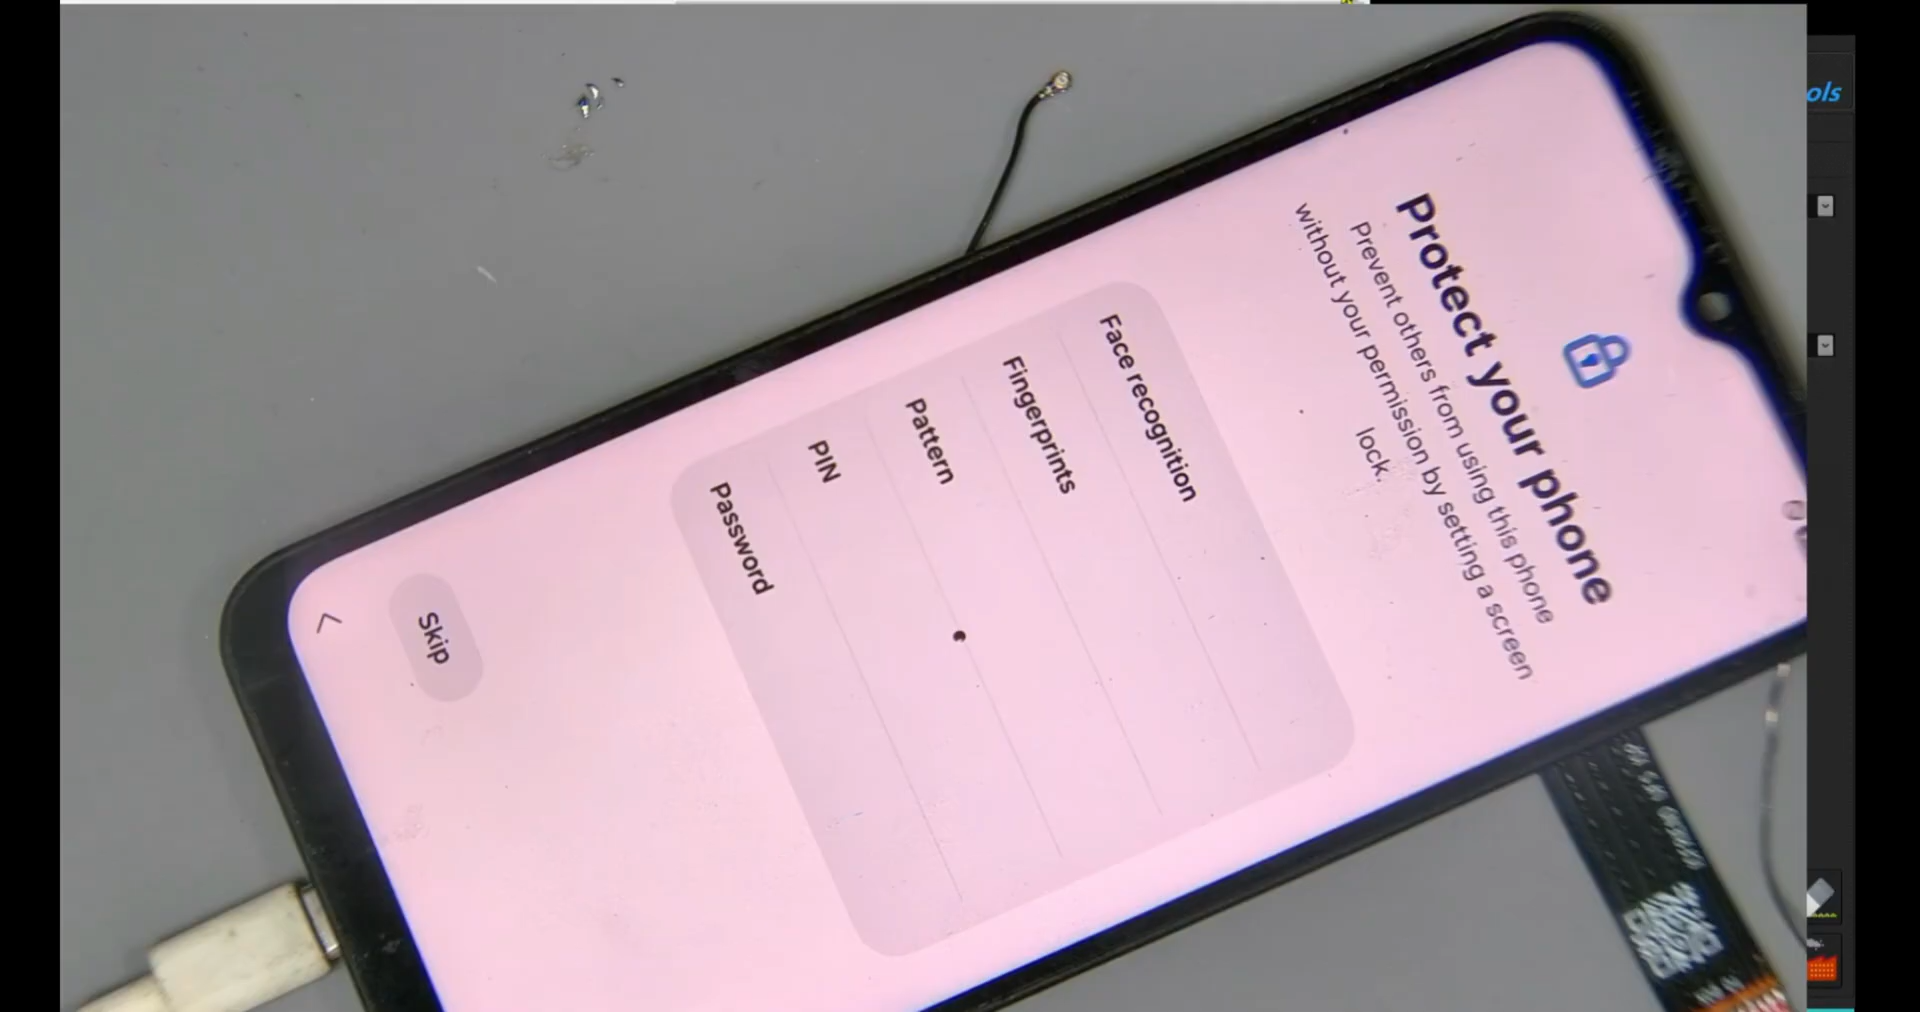 Protect your phone
Prevent others from using this phone
without your permission by setting a screen
lock.
Face recognition
Fingerprints
Pattern
PIN
Password
Skip
ols